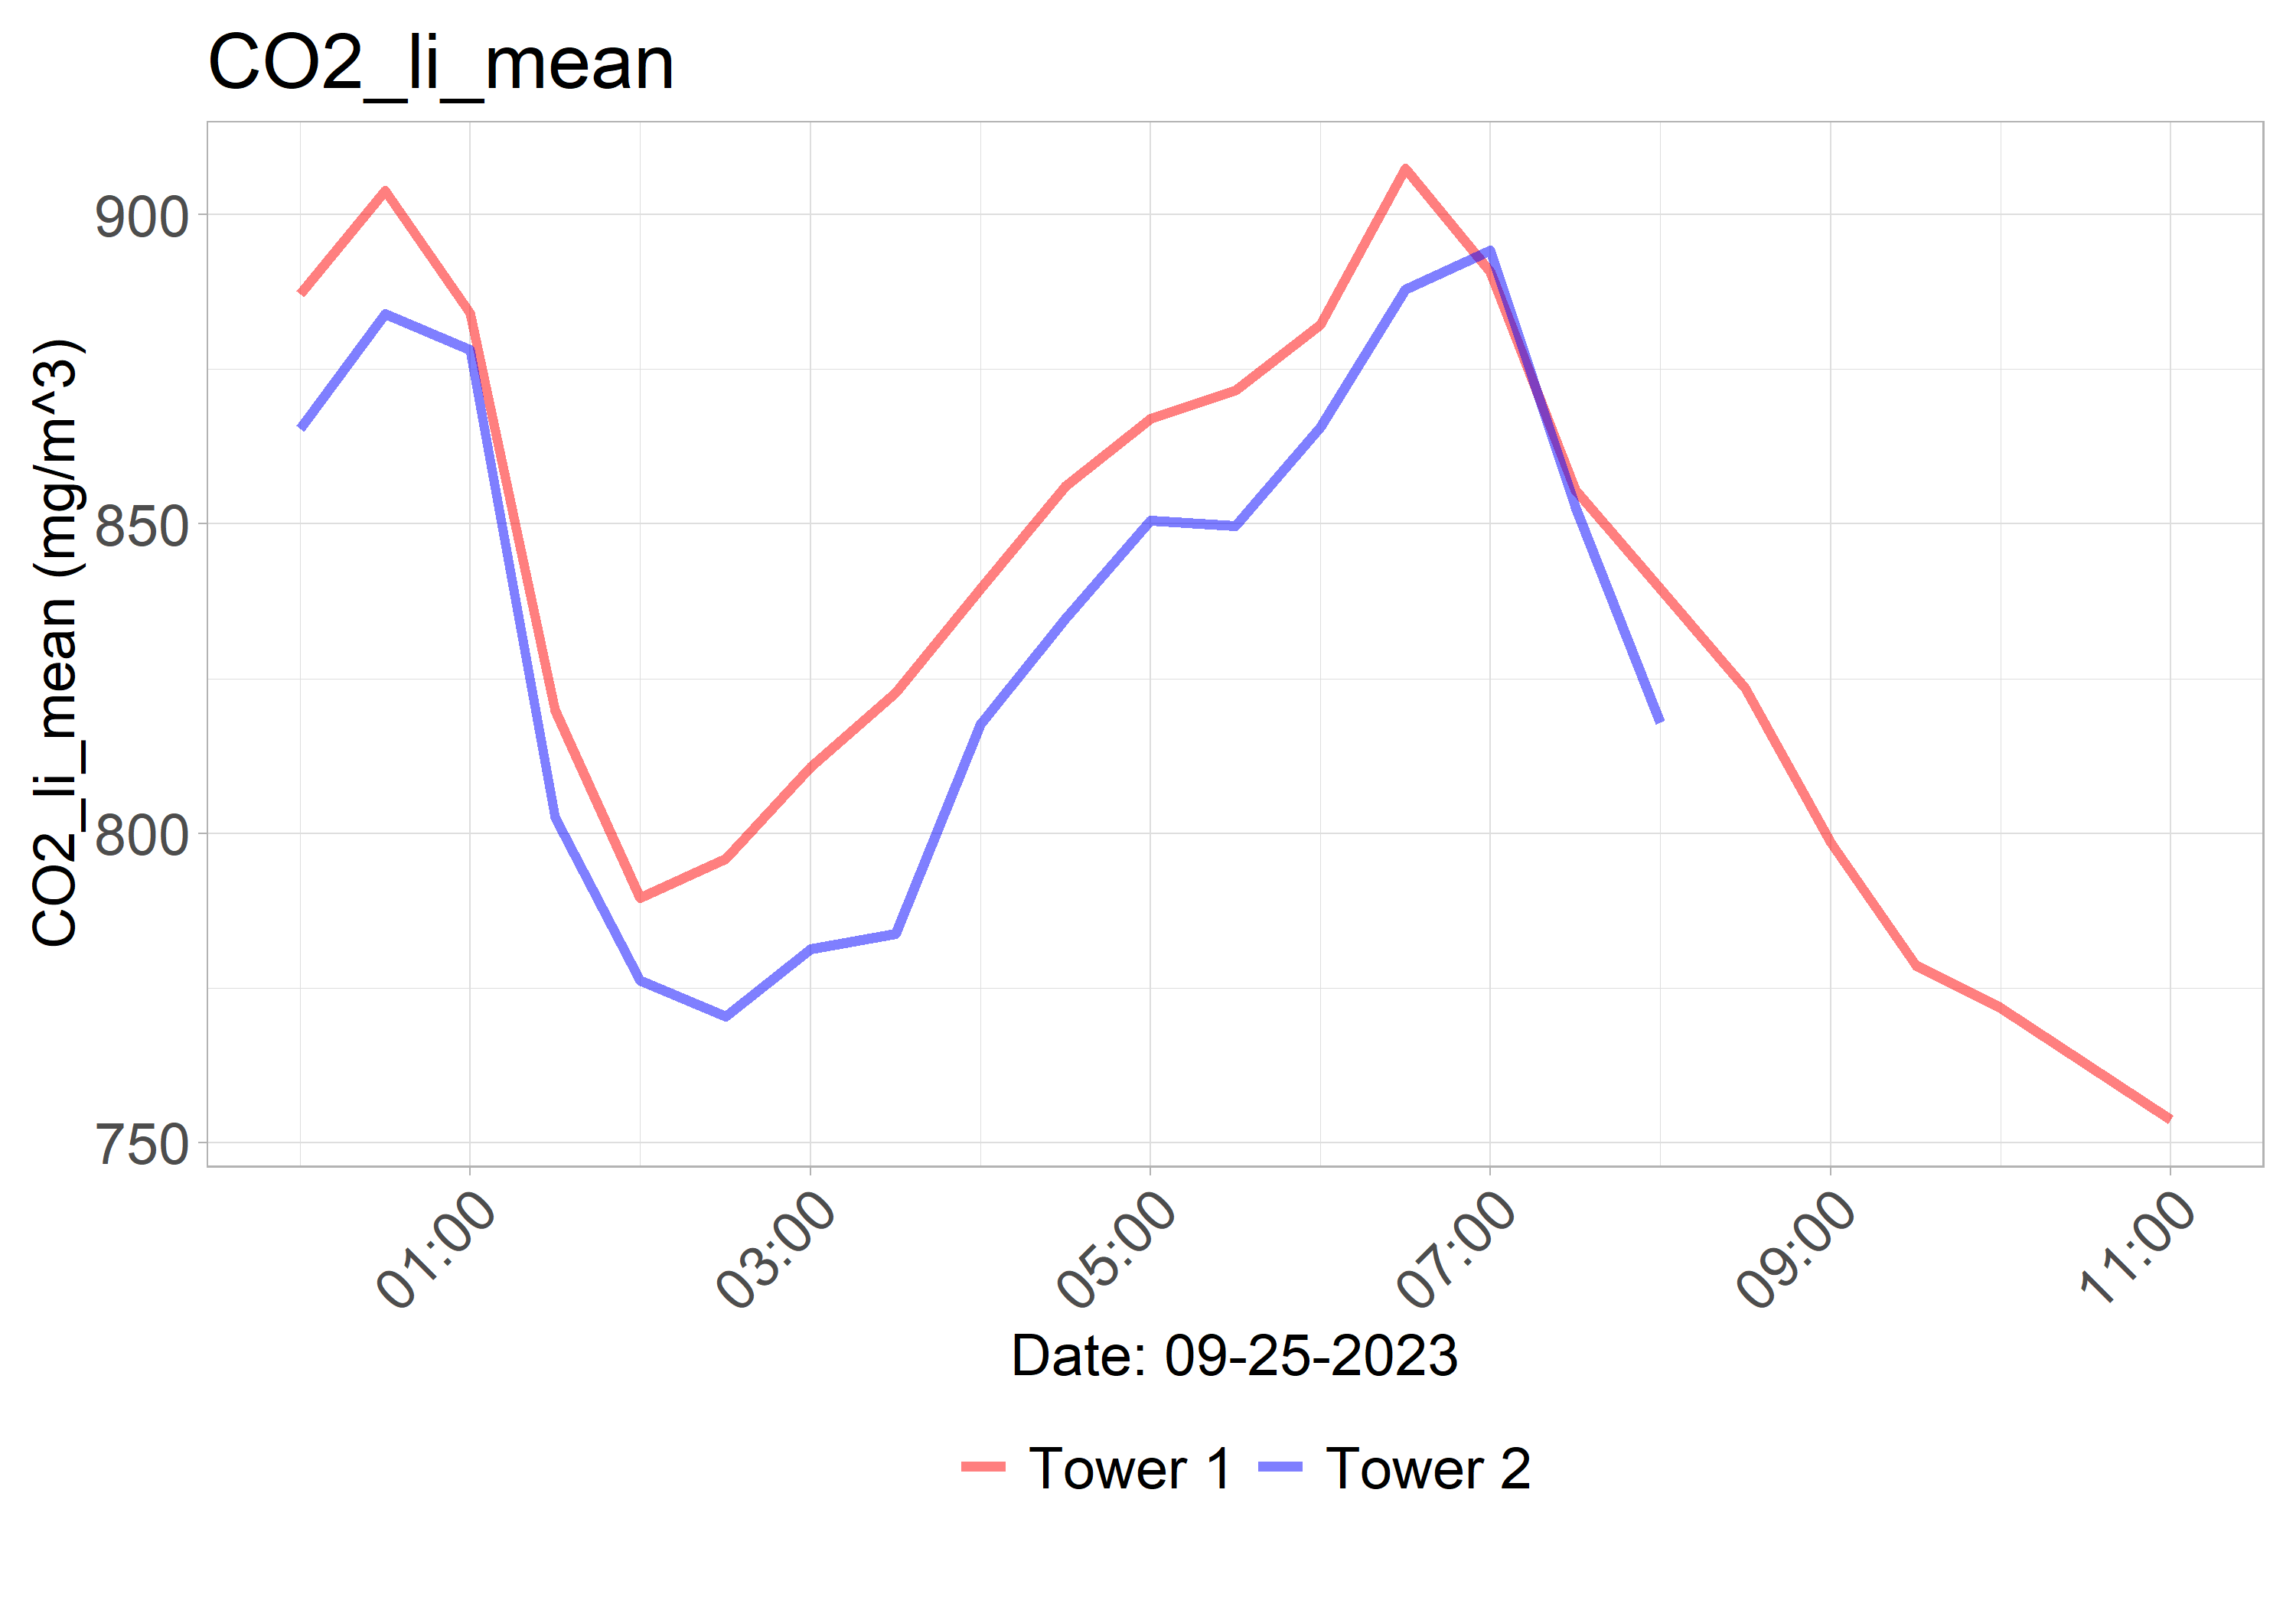 CO2_li_mean
CO2_li_mean (mg/m^3)
900
850
800
750
01:00
03:00
05:00
07:00
09:00
11:00
Date: 09-25-2023
Tower 1
Tower 2